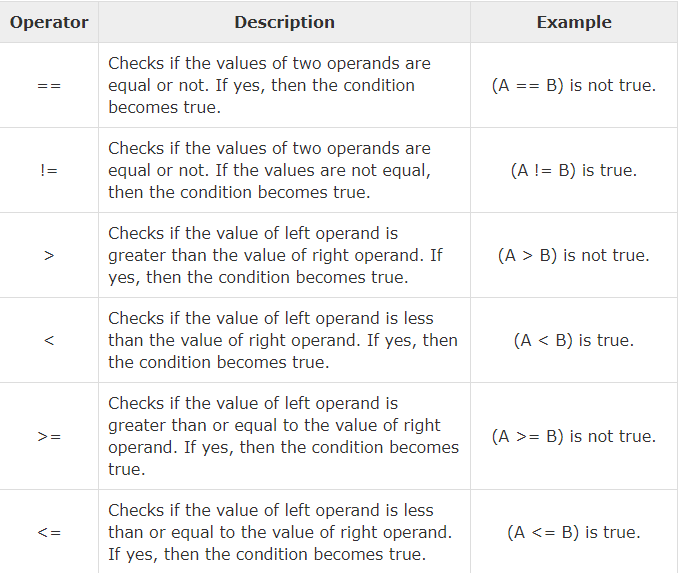 Operator Description Example
Checks if the values of two operands are
== equal or not. If yes, then the condition (A == B) is not true.
becomes true.
Checks if the values of two operands are
!= equal or not. If the values are not equal, (A != B) is true.
then the condition becomes true.
Checks if the value of left operand is
> greater than the value of right operand. If (A > B) is not true.
yes, then the condition becomes true.
Checks if the value of left operand is less
< than the value of right operand. If yes, then (A < B) is true.
the condition becomes true.
Checks if the value of left operand is
greater than or equal to the value of right
>= operand. If yes, then the condition becomes (A >= B) is not true.
true.
Checks if the value of left operand is less
<= than or equal to the value of right operand. (A <= B) is true.
If yes, then the condition becomes true.